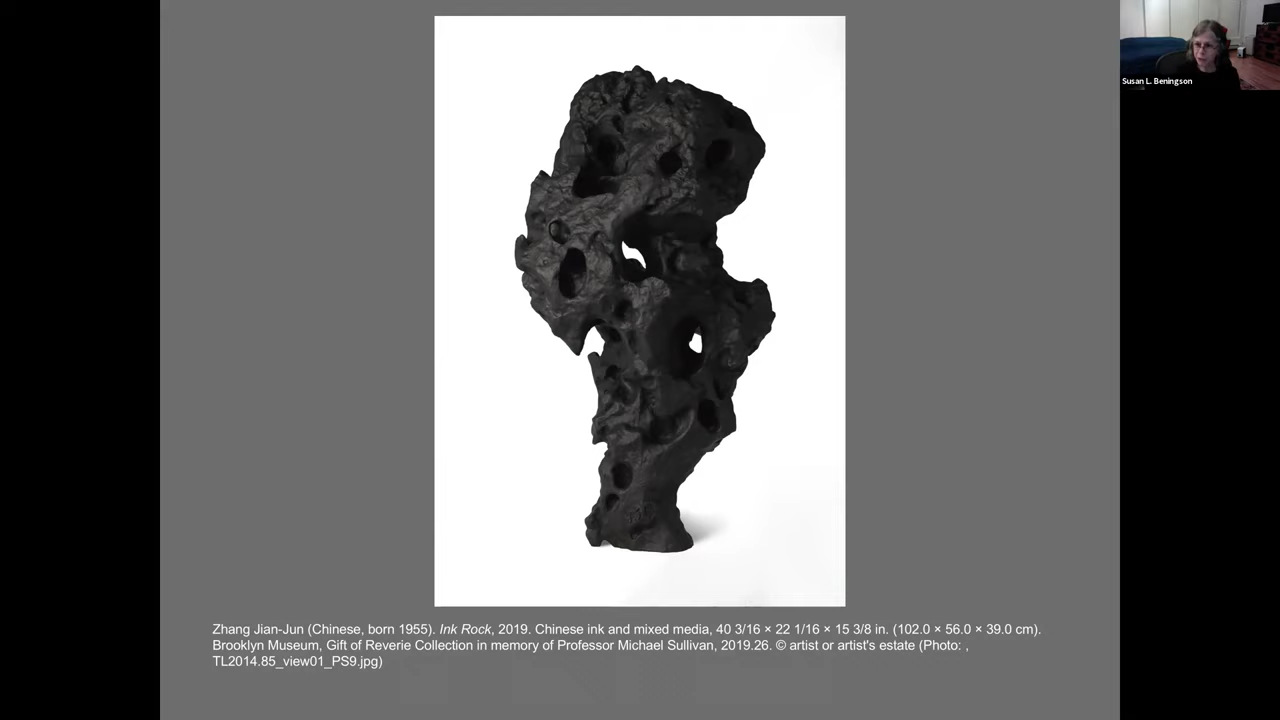 Susan L. Beningson
Zhang Jian-Jun (Chinese, born 1955). Ink Rock, 2019. Chinese ink and mixed media, 40 3/16 × 22 1/16 × 15 3/8 in. (102.0 × 56.0 × 39.0 cm).
Brooklyn Museum, Gift of Reverie Collection in memory of Professor Michael Sullivan, 2019.26. © artist or artist's estate (Photo: ,
TL2014.85_view01_PS9.jpg)